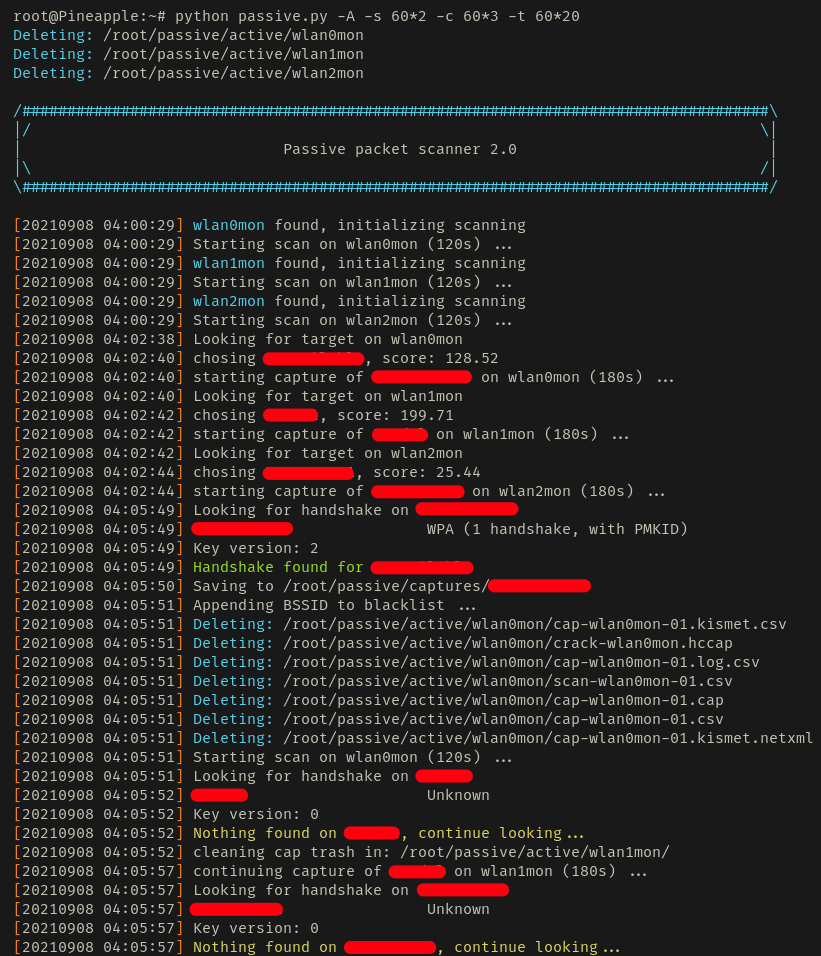 root@Pineapple:~# python passive.py -A -s 60*2 -c 60*3 -t 60*20
Deleting: /root/passive/active/wlan0mon
Deleting: /root/passive/active/wlan1mon
Deleting: /root/passive/active/wlan2mon
/###################################################################################\
|/ \|
| Passive packet scanner 2.0 |
|\ /|
\###################################################################################/
[20210908 04:00:29] wlan0mon found, initializing scanning
[20210908 04:00:29] Starting scan on wlan0mon (120s) ...
[20210908 04:00:29] wlan1mon found, initializing scanning
[20210908 04:00:29] Starting scan on wlan1mon (120s) ...
[20210908 04:00:29] wlan2mon found, initializing scanning
[20210908 04:00:29] Starting scan on wlan2mon (120s) ...
[20210908 04:02:38] Looking for target on wlan0mon
[20210908 04:02:40] chosing , score: 128.52
[20210908 04:02:40] starting capture of on wlan0mon (180s) ...
[20210908 04:02:40] Looking for target on wlan1mon
[20210908 04:02:42] chosing , score: 199.71
[20210908 04:02:42] starting capture of on wlan1mon (180s) ...
[20210908 04:02:42] Looking for target on wlan2mon
[20210908 04:02:44] chosing , score: 25.44
[20210908 04:02:44] starting capture of on wlan2mon (180s) ...
[20210908 04:05:49] Looking for handshake on
[20210908 04:05:49] WPA (1 handshake, with PMKID)
[20210908 04:05:49] Key version: 2
[20210908 04:05:49] Handshake found for
[20210908 04:05:50] Saving to /root/passive/captures/
[20210908 04:05:51] Appending BSSID to blacklist ...
[20210908 04:05:51] Deleting: /root/passive/active/wlan0mon/cap-wlan0mon-01.kismet.csv
[20210908 04:05:51] Deleting: /root/passive/active/wlan0mon/crack-wlan0mon.hccap
[20210908 04:05:51] Deleting: /root/passive/active/wlan0mon/cap-wlan0mon-01.log.csv
[20210908 04:05:51] Deleting: /root/passive/active/wlan0mon/scan-wlan0mon-01.csv
[20210908 04:05:51] Deleting: /root/passive/active/wlan0mon/cap-wlan0mon-01.cap
[20210908 04:05:51] Deleting: /root/passive/active/wlan0mon/cap-wlan0mon-01.csv
[20210908 04:05:51] Deleting: /root/passive/active/wlan0mon/cap-wlan0mon-01.kismet.netxml
[20210908 04:05:51] Starting scan on wlan0mon (120s) ...
[20210908 04:05:51] Looking for handshake on
[20210908 04:05:52] Unknown
[20210908 04:05:52] Key version: 0
[20210908 04:05:52] Nothing found on , continue looking...
[20210908 04:05:52] cleaning cap trash in: /root/passive/active/wlan1mon/
[20210908 04:05:57] continuing capture of on wlan1mon (180s) ...
[20210908 04:05:57] Looking for handshake on
[20210908 04:05:57] Unknown
[20210908 04:05:57] Key version: 0
[20210908 04:05:57] Nothing found on , continue looking...